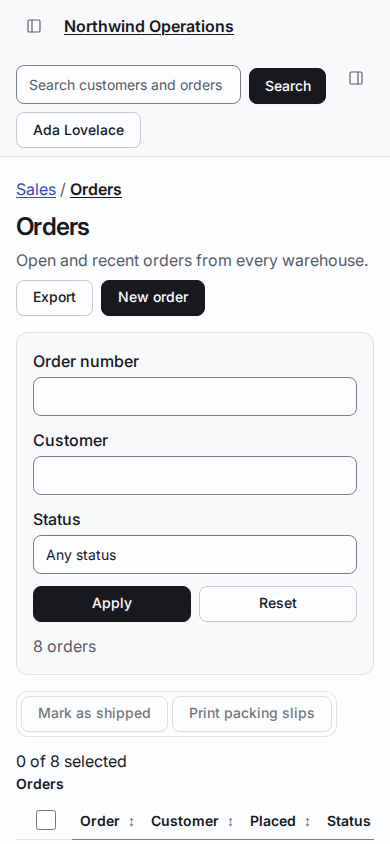 Northwind Operations
Search customers and orders
Search
Ada Lovelace
Sales / Orders
Orders
Open and recent orders from every warehouse.
Export
New order
Order number
Customer
Status
Any status
Apply
Reset
8 orders
Mark as shipped
Print packing slips
0 of 8 selected
Orders
Order ↕ Customer ↕ Placed ↕ Status